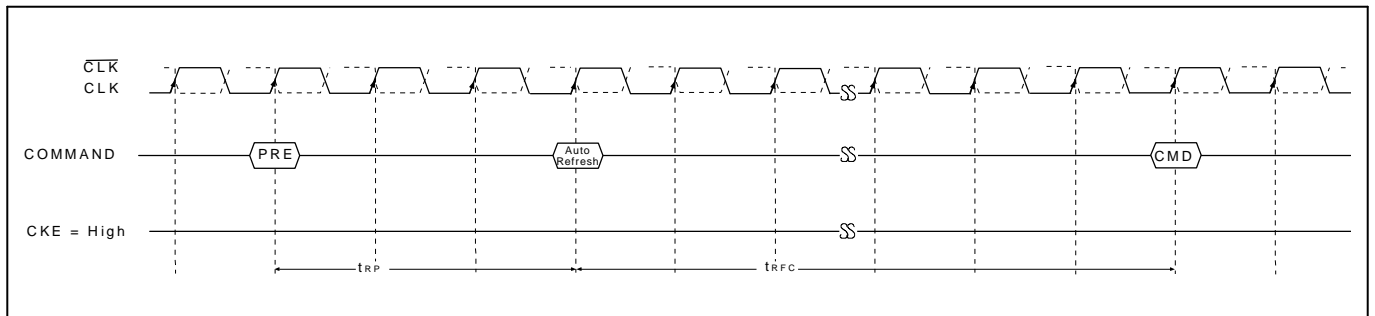 CLK
CLK
COMMAND
PRE
Auto
Refresh
CMD
CKE = High
tRP
tRFC